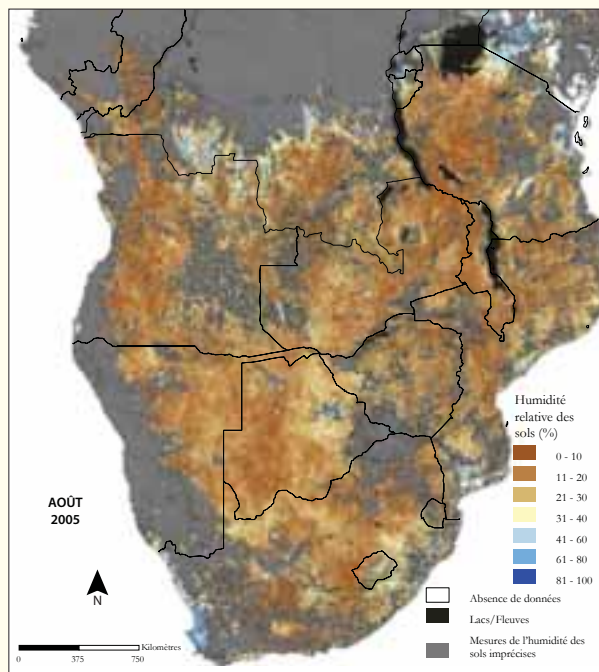 Humidité
relative des
sols (%)
0 - 10
11 - 20
21 - 30
31 - 40
41 - 60
61 - 80
81 - 100
Absence de données
Lacs/Fleuves
Mesures de l'humidité des
sols imprécises
AOÛT
2005
N
Kilomètres
0 375 750